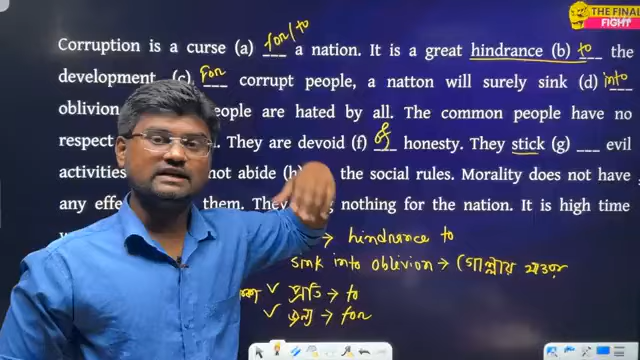 THE FINAL
FIGHT
Corruption is a curse (a) for/to a nation. It is a great hindrance (b) to the
development. (c) For corrupt people, a natton will surely sink (d) into
oblivion people are hated by all. The common people have no
respect They are devoid (f) of honesty. They stick (g) ___ evil
activities not abide (h) the social rules. Morality does not have
any effe them. They nothing for the nation. It is high time
→ hindrance to
sink into oblivion → (গোল্লায় যাওয়া
✓ প্রতি → to
✓ জন্য → for